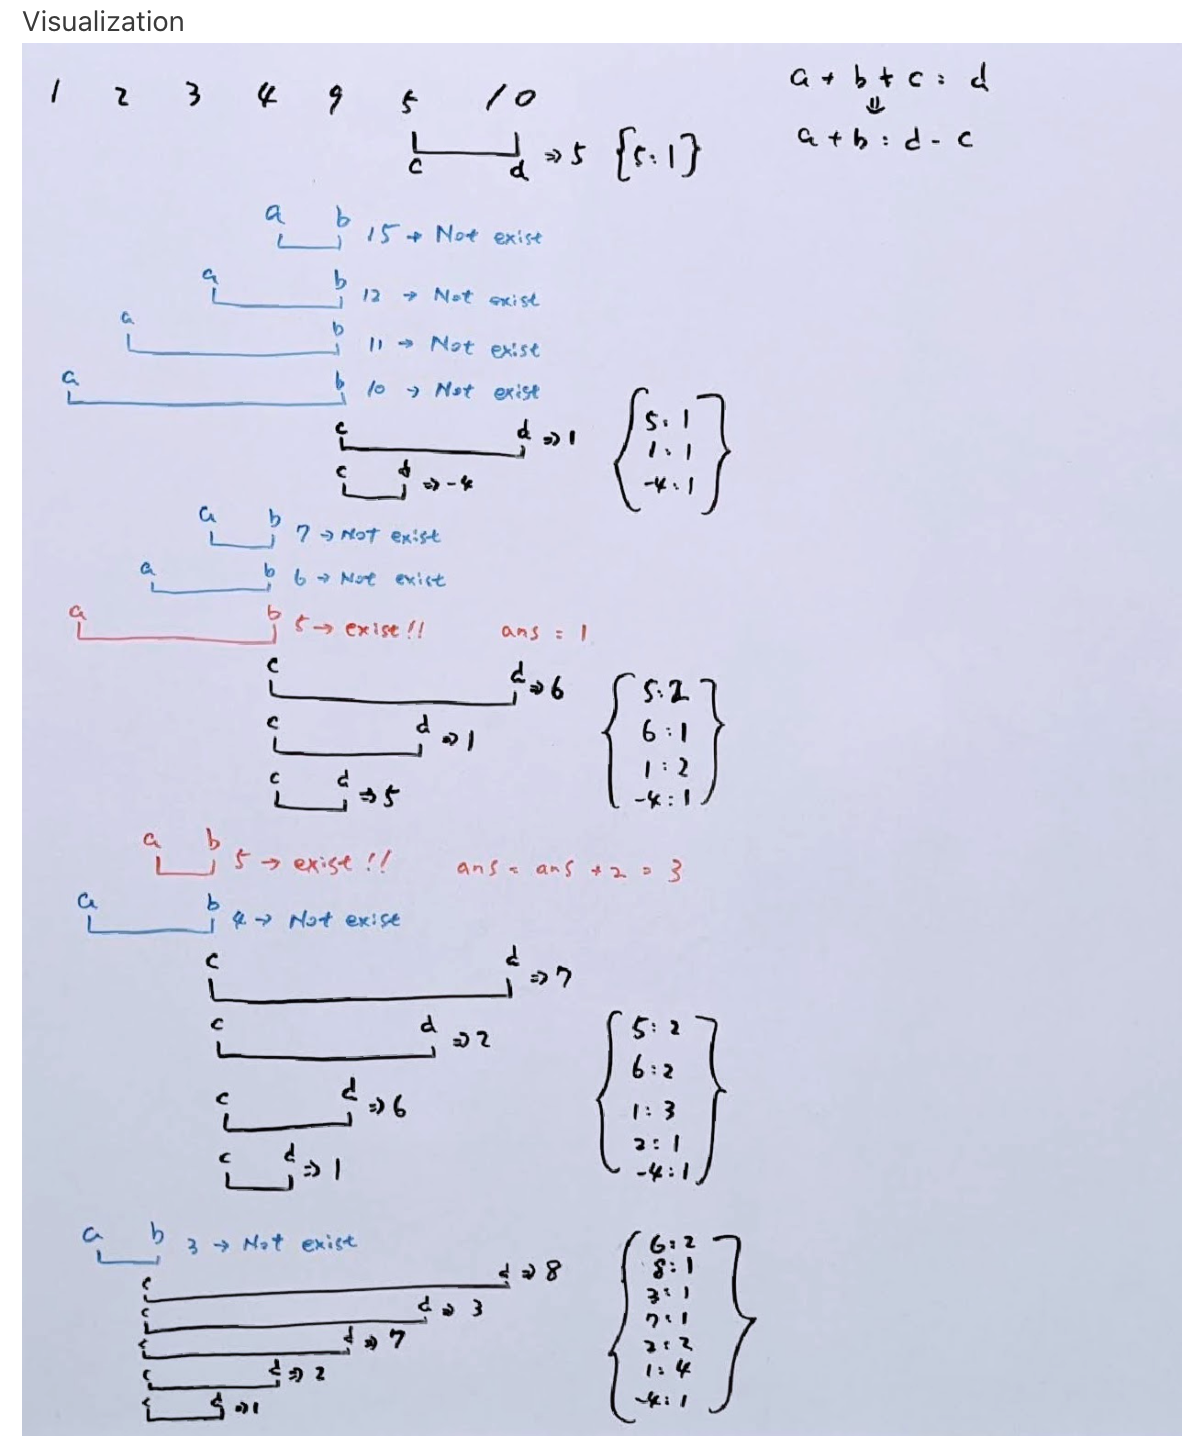 Visualization
1 2 3 4 9 5 10
a + b + c : d
⇓
a + b : d - c
c d ⇒ 5 {5:1}
a b 15 → Not exist
a b 12 → Not exist
a b 11 → Not exist
a b 10 → Not exist
c d ⇒ 1
c d ⇒ -4
5: 1
1: 1
-4: 1
a b 7 → Not exist
a b 6 → Not exist
a b 5 → exist!! ans = 1
c d ⇒ 6
c d ⇒ 1
c d ⇒ 5
5: 2
6: 1
1: 2
-4: 1
a b 5 → exist!! ans = ans + 2 = 3
a b 4 → Not exist
c d ⇒ 7
c d ⇒ 2
c d ⇒ 6
c d ⇒ 1
5: 2
6: 2
1: 3
2: 1
-4: 1
a b 3 → Not exist
c d ⇒ 8
c d ⇒ 3
c d ⇒ 7
c d ⇒ 2
c d ⇒ 1
6: 2
8: 1
3: 1
7: 1
2: 2
1: 4
-4: 1